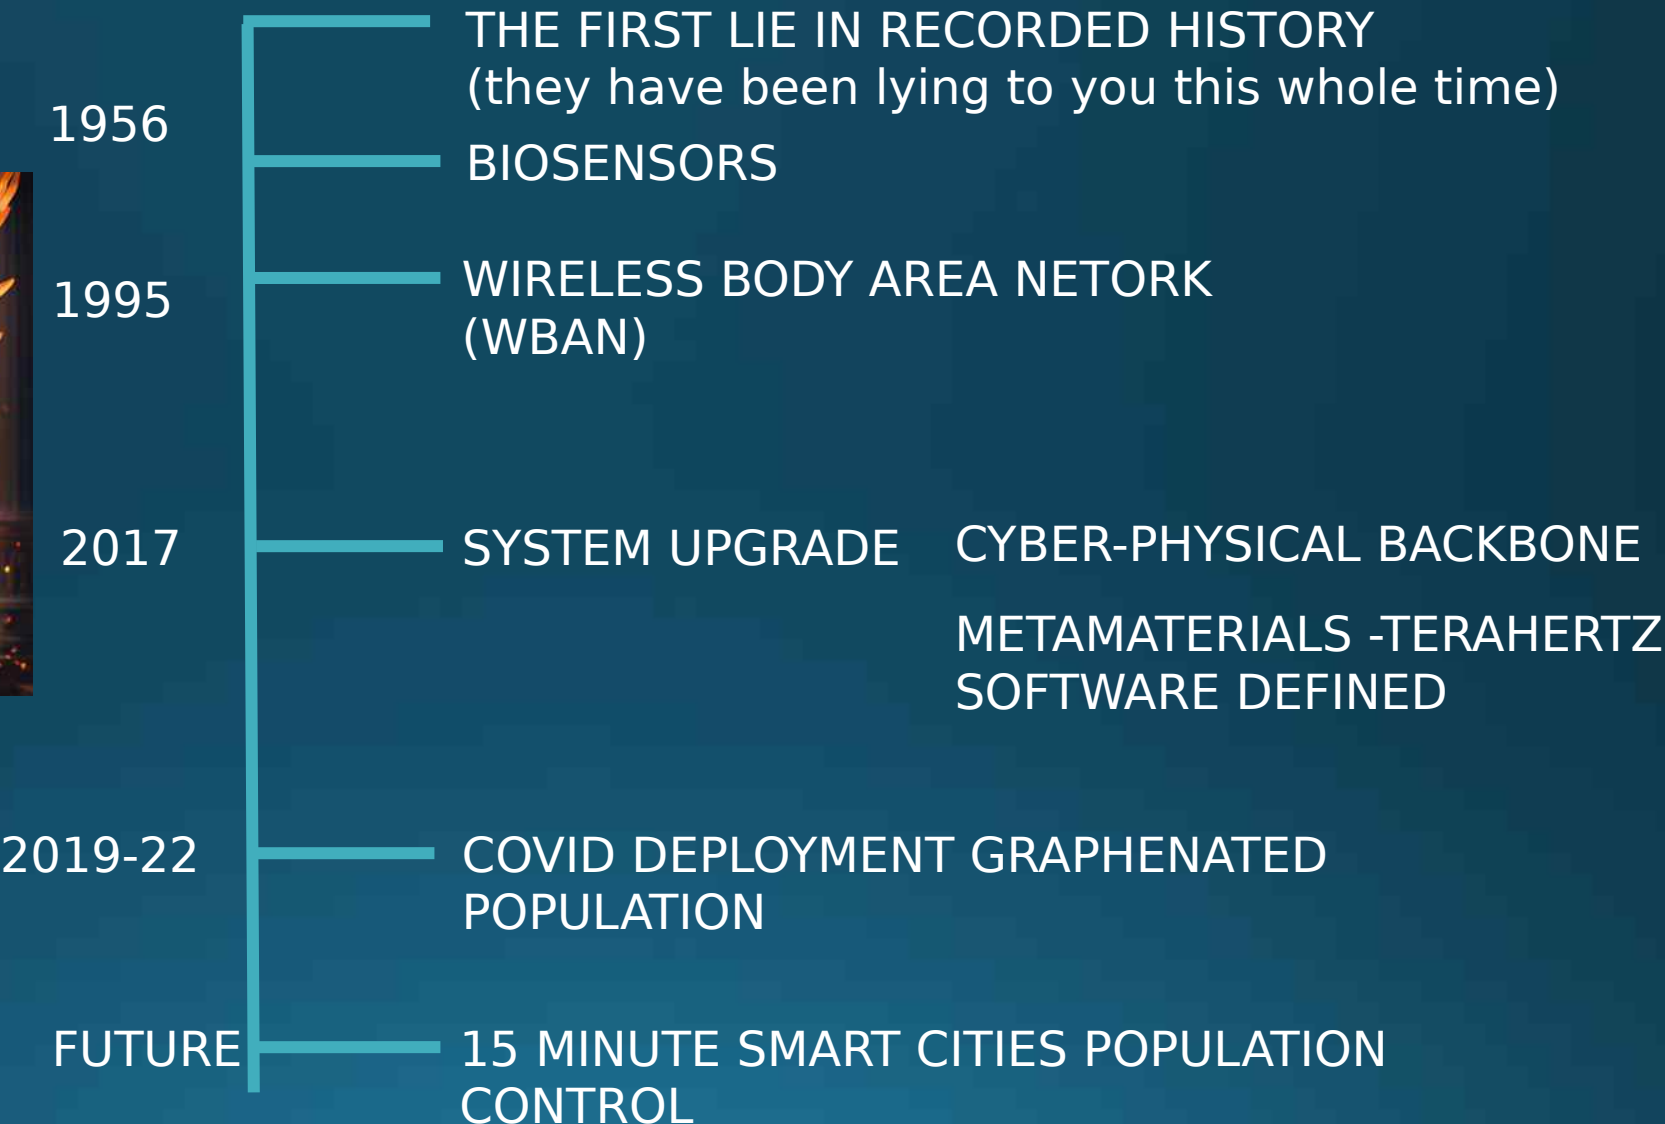 THE FIRST LIE IN RECORDED HISTORY
(they have been lying to you this whole time)
1956
BIOSENSORS
1995
WIRELESS BODY AREA NETORK
(WBAN)
2017
SYSTEM UPGRADE
CYBER-PHYSICAL BACKBONE
METAMATERIALS -TERAHERTZ
SOFTWARE DEFINED
2019-22
COVID DEPLOYMENT GRAPHENATED
POPULATION
FUTURE
15 MINUTE SMART CITIES POPULATION
CONTROL